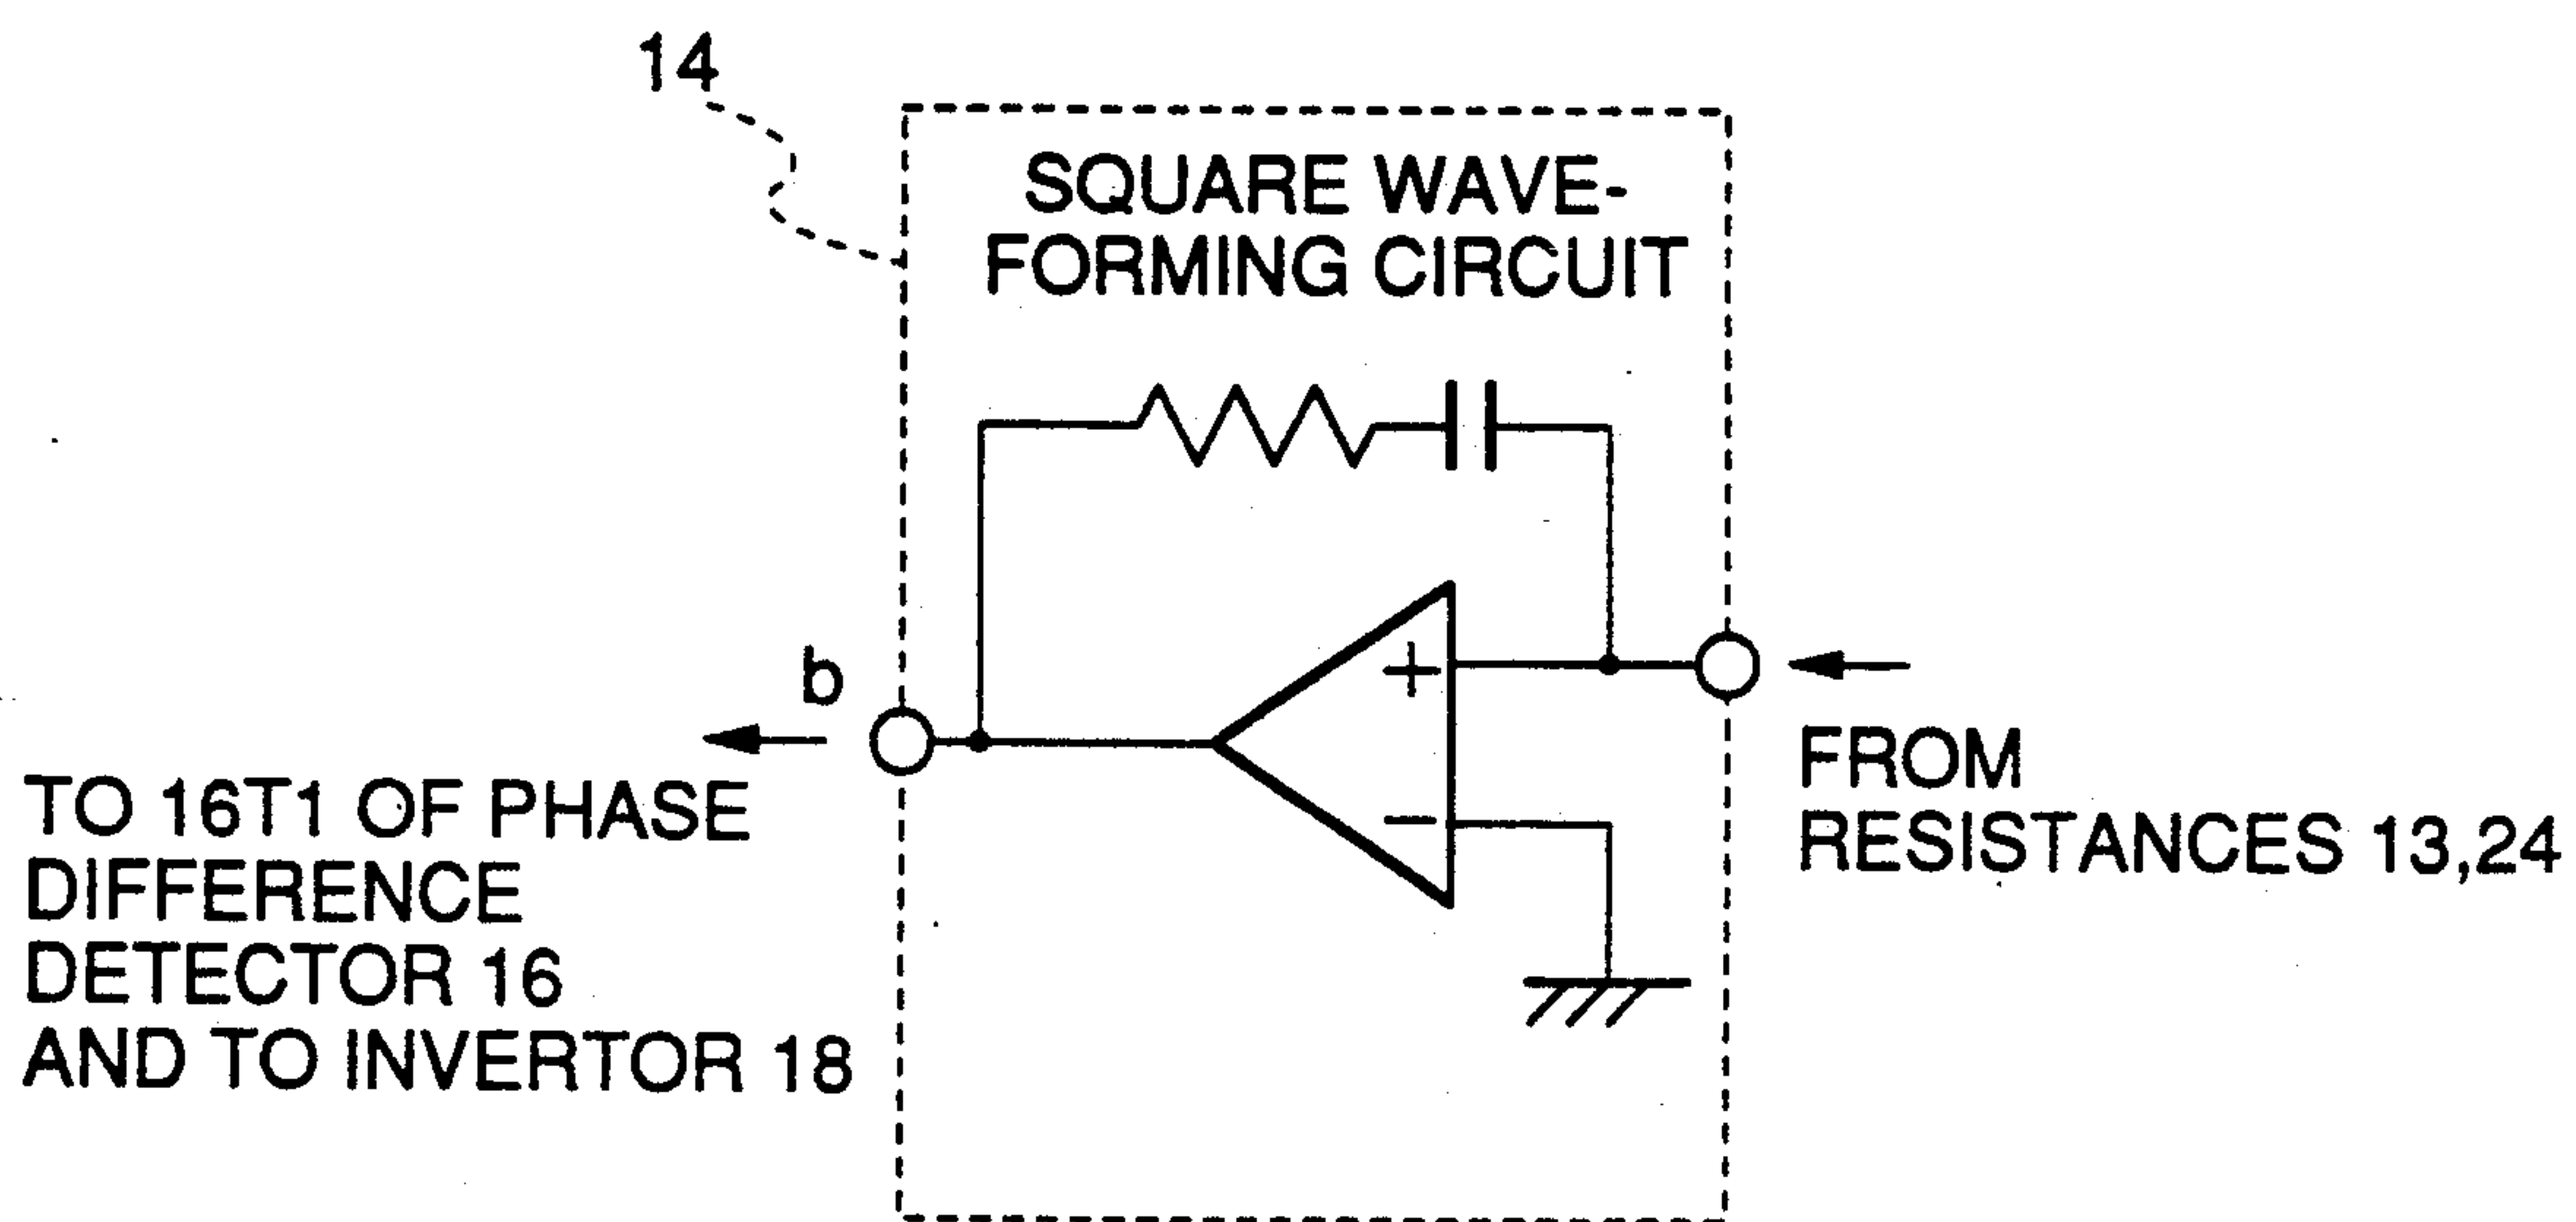 14
SQUARE WAVE-
FORMING CIRCUIT
+
b
−
FROM
RESISTANCES 13,24
TO 16T1 OF PHASE
DIFFERENCE
DETECTOR 16
AND TO INVERTOR 18